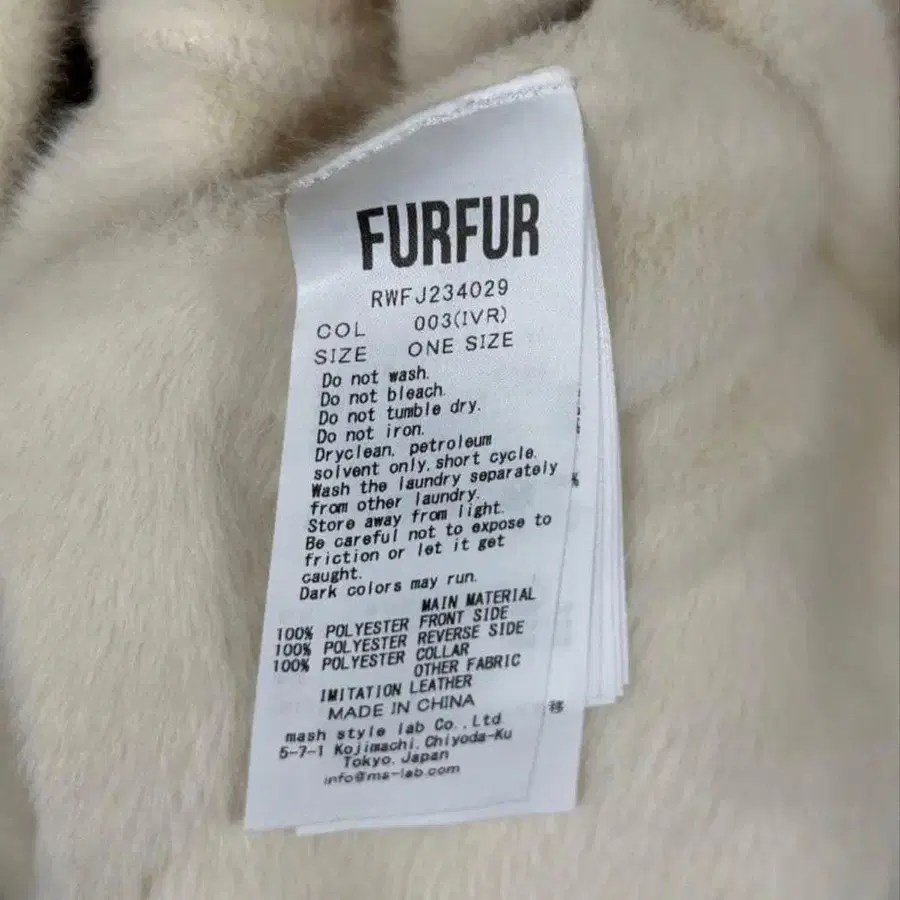 FURFUR
RWFJ234029
COL 003(IVR)
SIZE ONE SIZE
Do not wash.
Do not bleach.
Do not tumble dry.
Do not iron.
Dryclean, petroleum
solvent only, short cycle.
Wash the laundry separately
from other laundry.
Store away from light.
Be careful not to expose to
friction or let it get
caught.
Dark colors may run.
MAIN MATERIAL
100% POLYESTER FRONT SIDE
100% POLYESTER REVERSE SIDE
100% POLYESTER COLLAR
OTHER FABRIC
IMITATION LEATHER
MADE IN CHINA
mash style lab Co., Ltd.
5-7-1 Kojimachi, Chiyoda-Ku
Tokyo, Japan
info@ms-lab.com